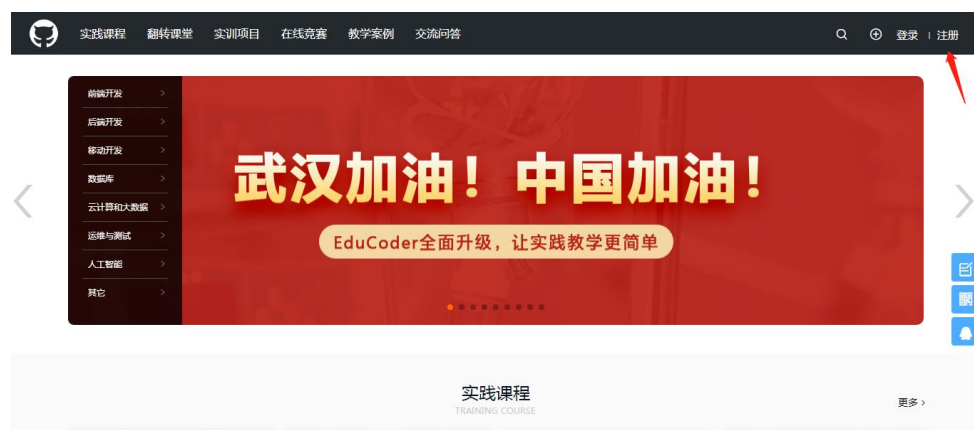 实践课程 翻转课堂 实训项目 在线竞赛 教学案例 交流问答 登录 | 注册
前端开发
后端开发
移动开发
数据库
云计算和大数据
运维与测试
人工智能
其它
武汉加油！中国加油！
EduCoder全面升级，让实践教学更简单
实践课程
TRAINING COURSE
更多 >